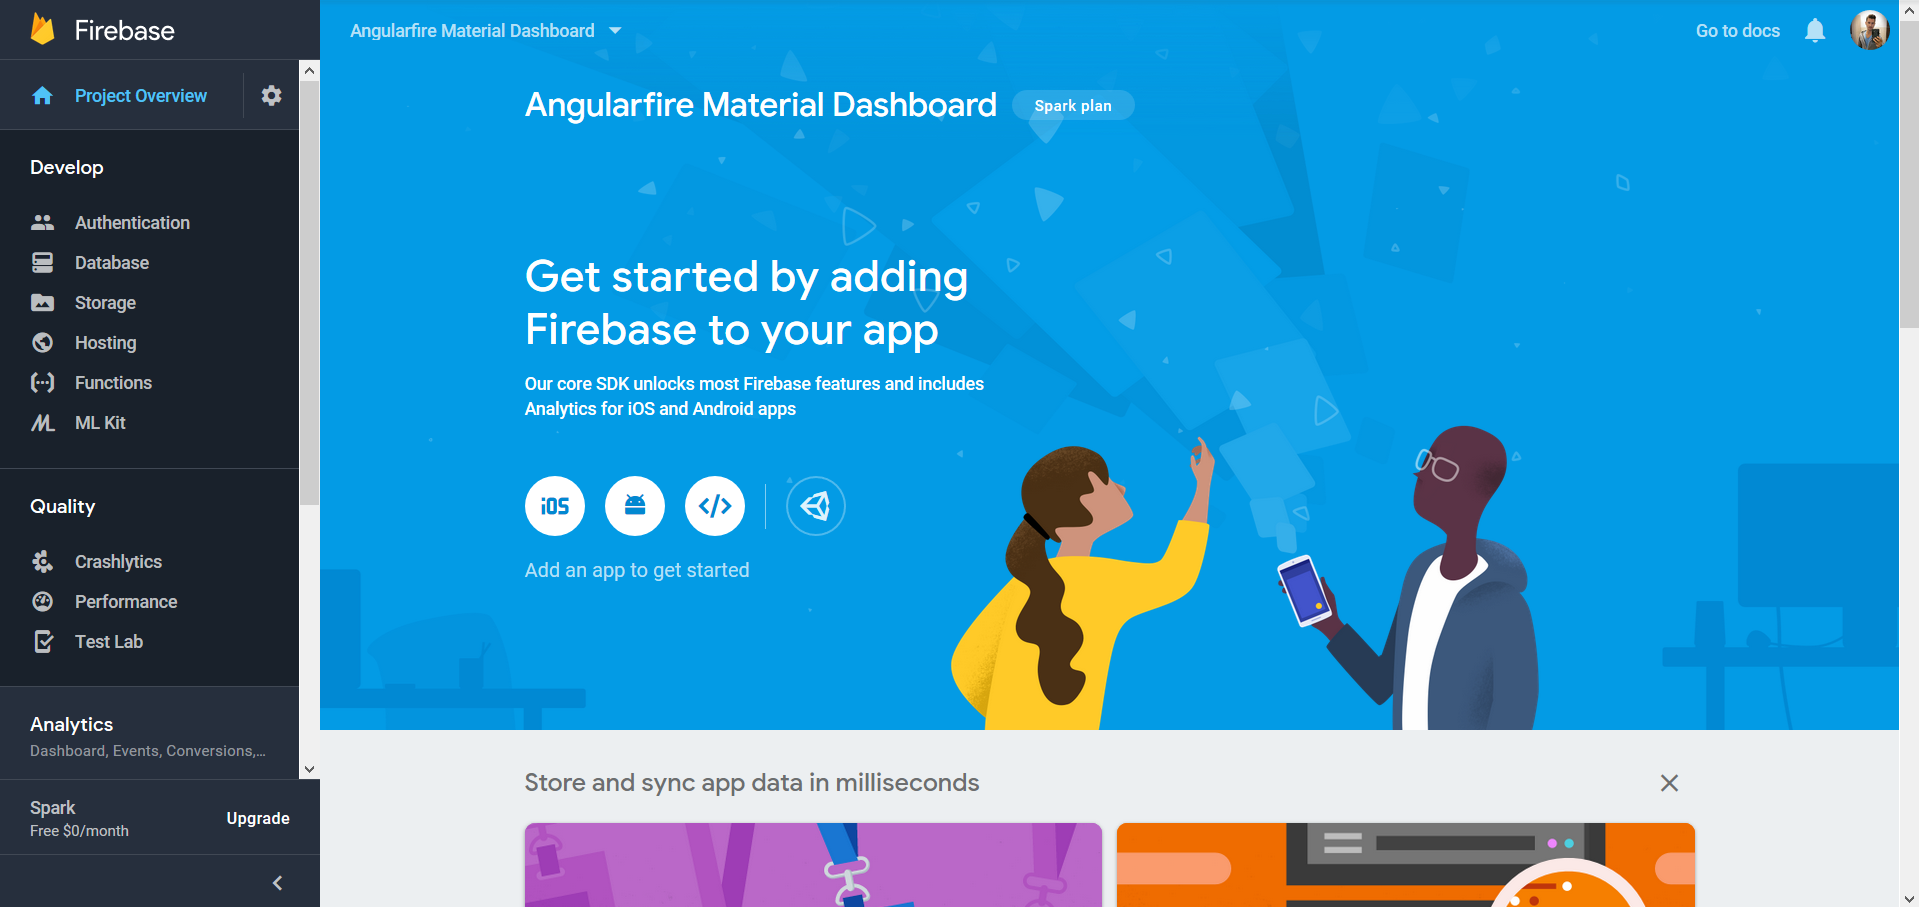 Firebase
Project Overview
Develop
Authentication
Database
Storage
Hosting
Functions
ML Kit
Quality
Crashlytics
Performance
Test Lab
Analytics
Dashboard, Events, Conversions,...
Spark
Free $0/month
Upgrade
Angularfire Material Dashboard
Go to docs
Angularfire Material Dashboard
Spark plan
Get started by adding
Firebase to your app
Our core SDK unlocks most Firebase features and includes
Analytics for iOS and Android apps
iOS
Add an app to get started
Store and sync app data in milliseconds